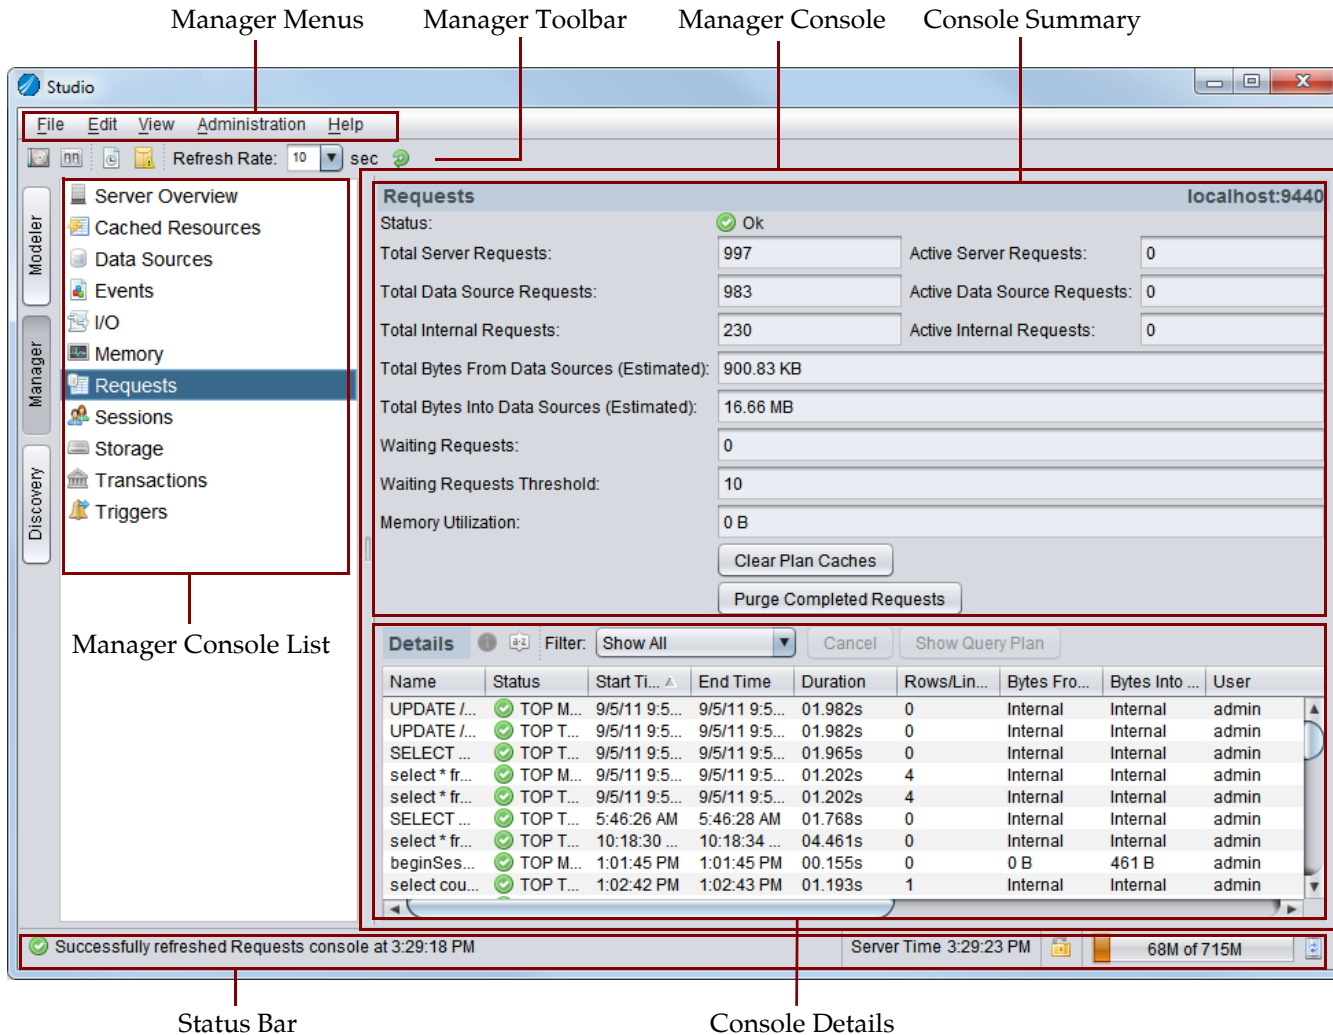 Manager Menus Manager Toolbar Manager Console Console Summary
Studio
File Edit View Administration Help
Refresh Rate: 10 sec
Modeler
Manager
Discovery
Server Overview
Cached Resources
Data Sources
Events
I/O
Memory
Requests
Sessions
Storage
Transactions
Triggers
Manager Console List
Requests localhost:9440
Status: Ok
Total Server Requests: 997 Active Server Requests: 0
Total Data Source Requests: 983 Active Data Source Requests: 0
Total Internal Requests: 230 Active Internal Requests: 0
Total Bytes From Data Sources (Estimated): 900.83 KB
Total Bytes Into Data Sources (Estimated): 16.66 MB
Waiting Requests: 0
Waiting Requests Threshold: 10
Memory Utilization: 0 B
Clear Plan Caches
Purge Completed Requests
Details a-z Filter: Show All Cancel Show Query Plan
Name Status Start Ti... End Time Duration Rows/Lin... Bytes Fro... Bytes Into ... User
UPDATE /... TOP M... 9/5/11 9:5... 9/5/11 9:5... 01.982s 0 Internal Internal admin
UPDATE /... TOP T... 9/5/11 9:5... 9/5/11 9:5... 01.982s 0 Internal Internal admin
SELECT ... TOP T... 9/5/11 9:5... 9/5/11 9:5... 01.965s 0 Internal Internal admin
select * fr... TOP M... 9/5/11 9:5... 9/5/11 9:5... 01.202s 4 Internal Internal admin
select * fr... TOP T... 9/5/11 9:5... 9/5/11 9:5... 01.202s 4 Internal Internal admin
SELECT ... TOP T... 5:46:26 AM 5:46:28 AM 01.768s 0 Internal Internal admin
select * fr... TOP T... 10:18:30 ... 10:18:34 ... 04.461s 0 Internal Internal admin
beginSes... TOP M... 1:01:45 PM 1:01:45 PM 00.155s 0 0 B 461 B admin
select cou... TOP T... 1:02:42 PM 1:02:43 PM 01.193s 1 Internal Internal admin
Successfully refreshed Requests console at 3:29:18 PM Server Time 3:29:23 PM 68M of 715M
Status Bar Console Details